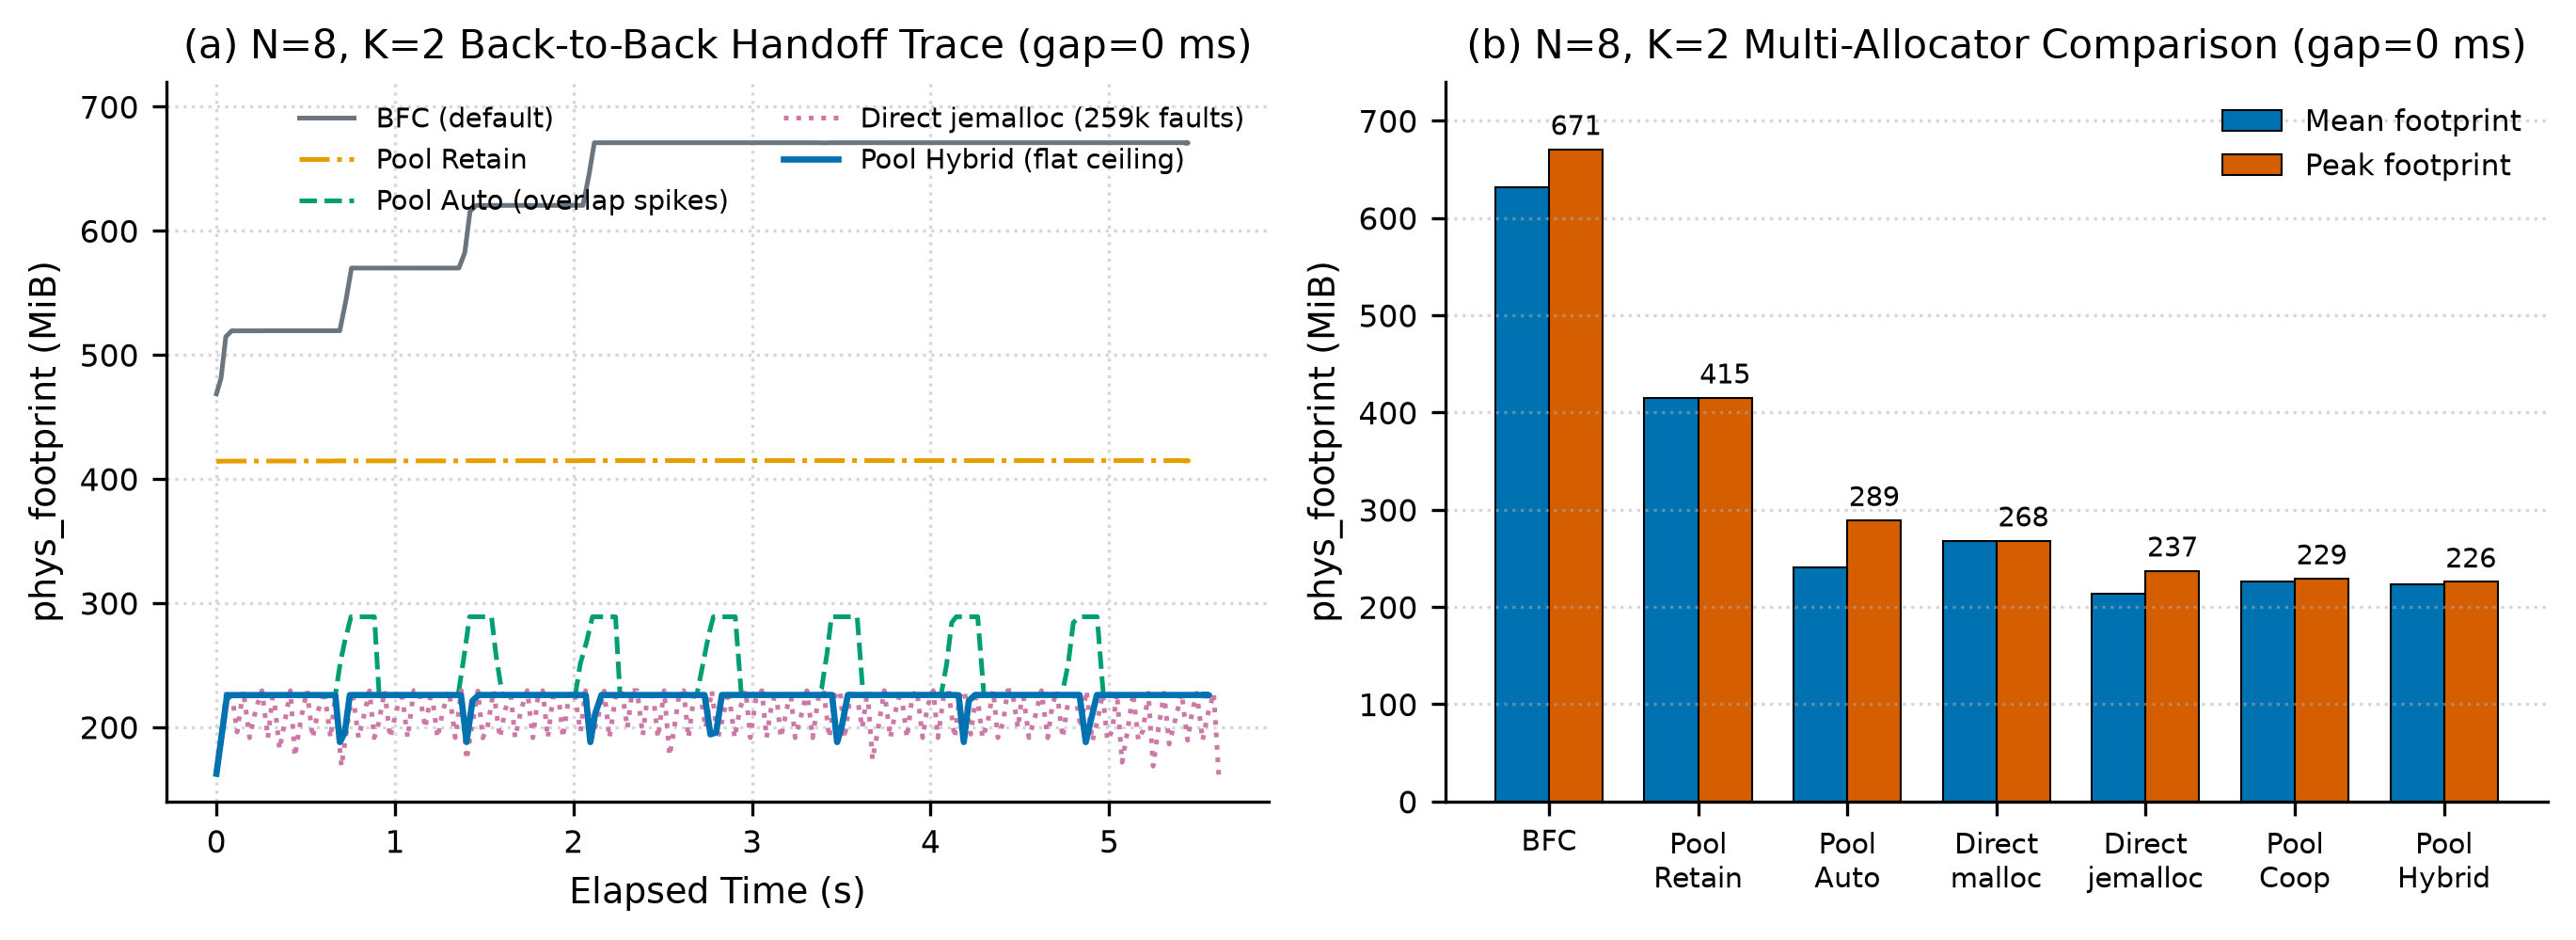 (a) N=8, K=2 Back-to-Back Handoff Trace (gap=0 ms)
phys_footprint (MiB)
700
600
500
400
300
200
BFC (default)
Pool Retain
Pool Auto (overlap spikes)
Direct jemalloc (259k faults)
Pool Hybrid (flat ceiling)
0 1 2 3 4 5
Elapsed Time (s)
(b) N=8, K=2 Multi-Allocator Comparison (gap=0 ms)
phys_footprint (MiB)
700
600
500
400
300
200
100
0
Mean footprint
Peak footprint
671
415
289
268
237
229
226
BFC
Pool
Retain
Pool
Auto
Direct
malloc
Direct
jemalloc
Pool
Coop
Pool
Hybrid